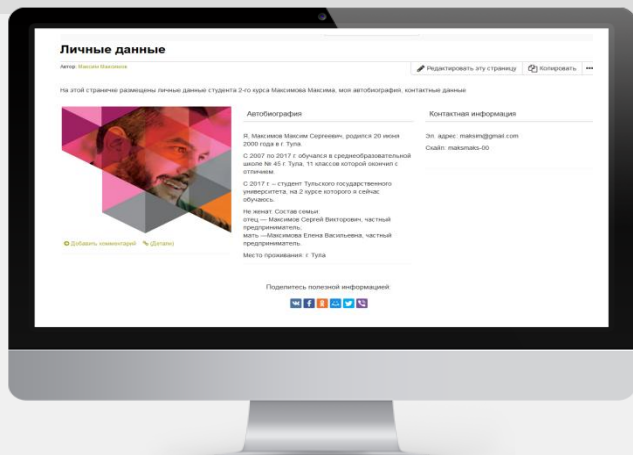 Личные данные
Автор: Максим Максимов
Редактировать эту страницу Копировать
На этой страничке размещены личные данные студента 2-го курса Максимова Максима, моя автобиография, контактные данные
Автобиография
Я, Максимов Максим Сергеевич, родился 20 июня
2000 года в г. Тула.
С 2007 по 2017 г. обучался в среднеобразовательной
школе № 45 г. Тула, 11 классов которой окончил с
отличием.
С 2017 г. – студент Тульского государственного
университета, на 2 курсе которого я сейчас
обучаюсь.
Не женат. Состав семьи:
отец — Максимов Сергей Викторович, частный
предприниматель;
мать —Максимова Елена Васильевна, частный
предприниматель.
Место проживания: г. Тула
Контактная информация
Эл. адрес: maksim@gmail.com
Скайп: maksmaks-00
Добавить комментарий (Детали)
Поделитесь полезной информацией: